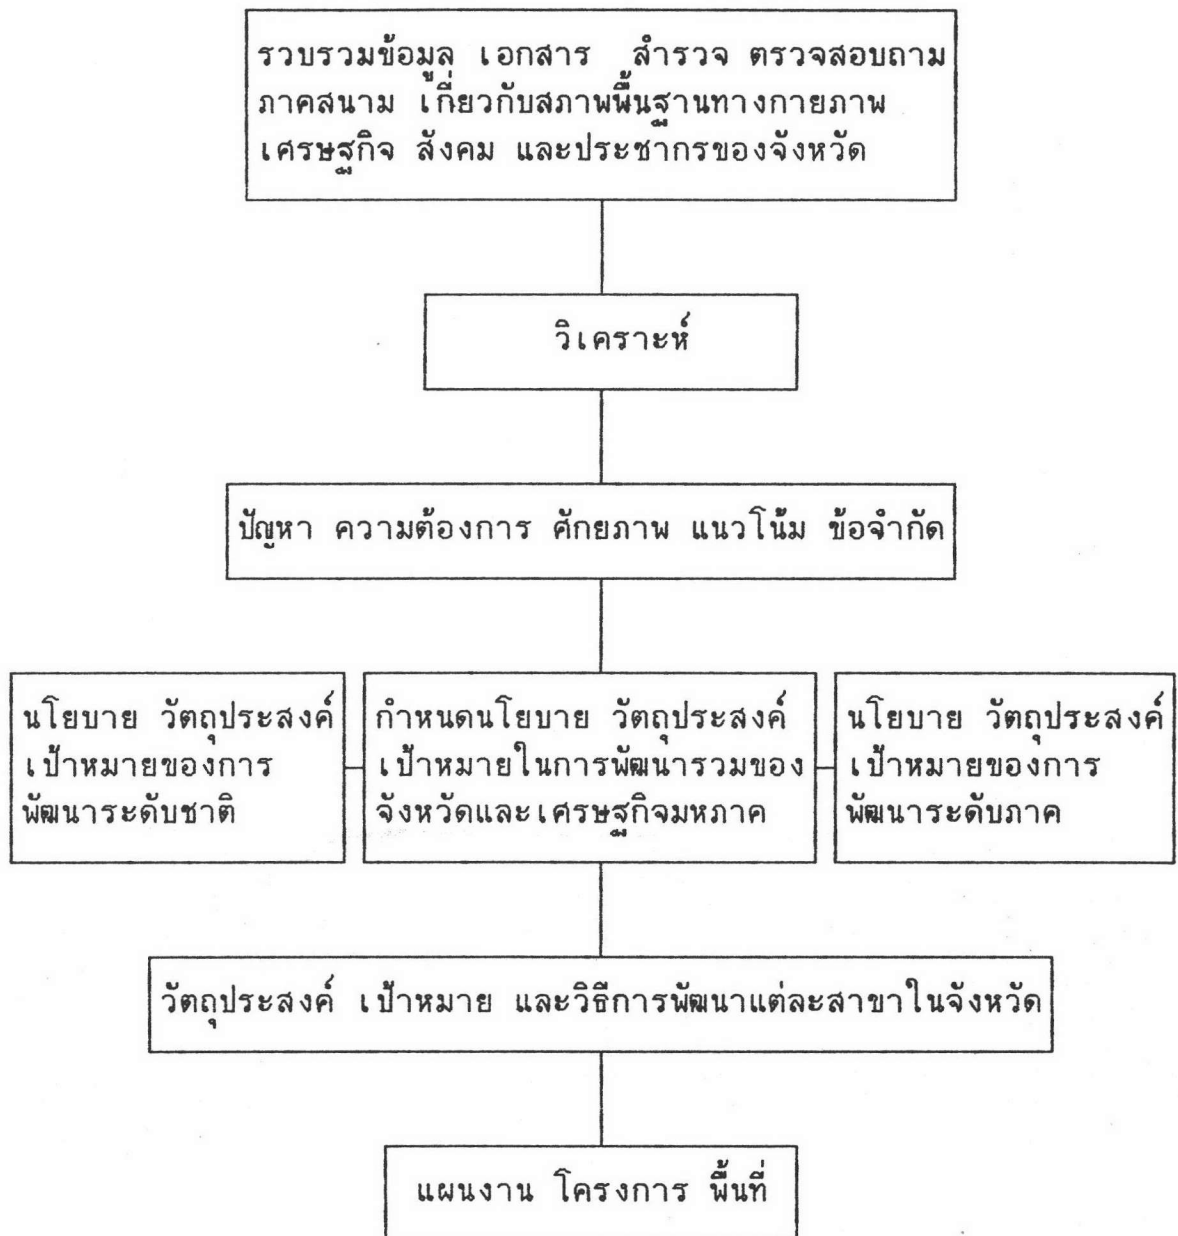 รวบรวมข้อมูล เอกสาร สำรวจ ตรวจสอบถาม
ภาคสนาม เกี่ยวกับสภาพพื้นฐานทางกายภาพ
เศรษฐกิจ สังคม และประชากรของจังหวัด
วิเคราะห์
ปัญหา ความต้องการ ศักยภาพ แนวโน้ม ข้อจำกัด
นโยบาย วัตถุประสงค์
เป้าหมายของการ
พัฒนาระดับชาติ
กำหนดนโยบาย วัตถุประสงค์
เป้าหมายในการพัฒนารวมของ
จังหวัดและเศรษฐกิจมหภาค
นโยบาย วัตถุประสงค์
เป้าหมายของการ
พัฒนาระดับภาค
วัตถุประสงค์ เป้าหมาย และวิธีการพัฒนาแต่ละสาขาในจังหวัด
แผนงาน โครงการ พื้นที่